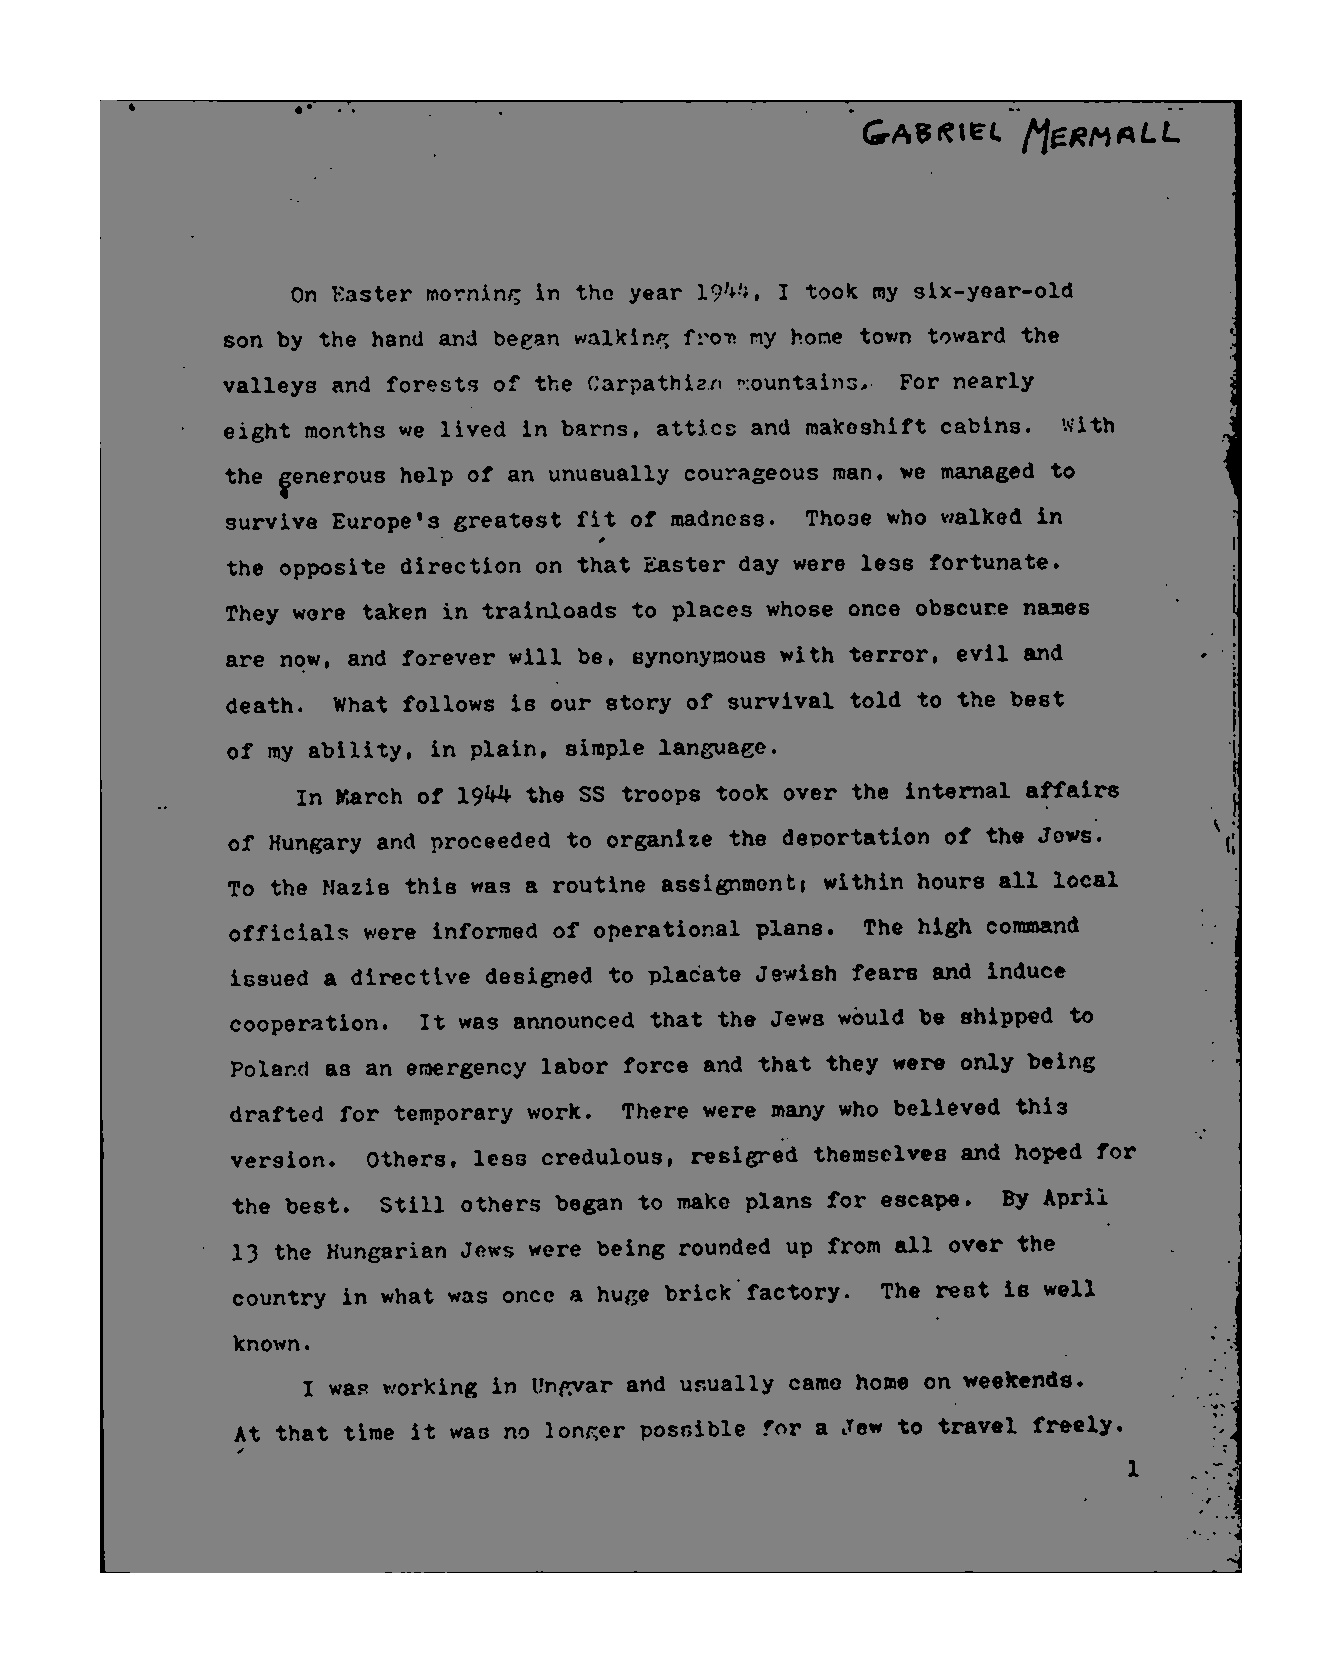 GABRIEL MERMALL
On Easter morning in the year 1944, I took my six-year-old
son by the hand and began walking from my home town toward the
valleys and forests of the Carpathian mountains. For nearly
eight months we lived in barns, attics and makeshift cabins. With
the generous help of an unusually courageous man, we managed to
survive Europe's greatest fit of madness. Those who walked in
the opposite direction on that Easter day were less fortunate.
They were taken in trainloads to places whose once obscure names
are now, and forever will be, synonymous with terror, evil and
death. What follows is our story of survival told to the best
of my ability, in plain, simple language.
In March of 1944 the SS troops took over the internal affairs
of Hungary and proceeded to organize the deportation of the Jews.
To the Nazis this was a routine assignment; within hours all local
officials were informed of operational plans. The high command
issued a directive designed to placate Jewish fears and induce
cooperation. It was announced that the Jews would be shipped to
Poland as an emergency labor force and that they were only being
drafted for temporary work. There were many who believed this
version. Others, less credulous, resigned themselves and hoped for
the best. Still others began to make plans for escape. By April
13 the Hungarian Jews were being rounded up from all over the
country in what was once a huge brick factory. The rest is well
known.
I was working in Ungvar and usually came home on weekends.
At that time it was no longer possible for a Jew to travel freely.
1